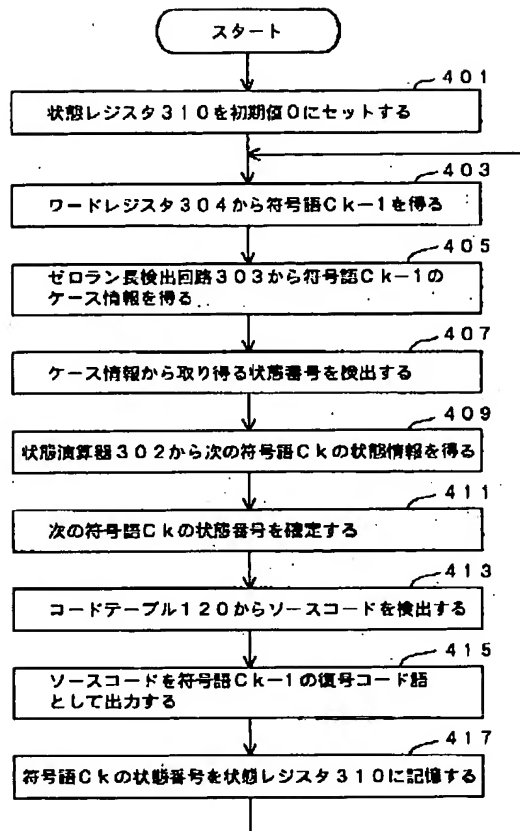 スタート
401
状態レジスタ310を初期値0にセットする
403
ワードレジスタ304から符号語Ck-1を得る
405
ゼロラン長検出回路303から符号語Ck-1の
ケース情報を得る
407
ケース情報から取り得る状態番号を検出する
409
状態演算器302から次の符号語Ckの状態情報を得る
411
次の符号語Ckの状態番号を確定する
413
コードテーブル120からソースコードを検出する
415
ソースコードを符号語Ck-1の復号コード語
として出力する
417
符号語Ckの状態番号を状態レジスタ310に記憶する